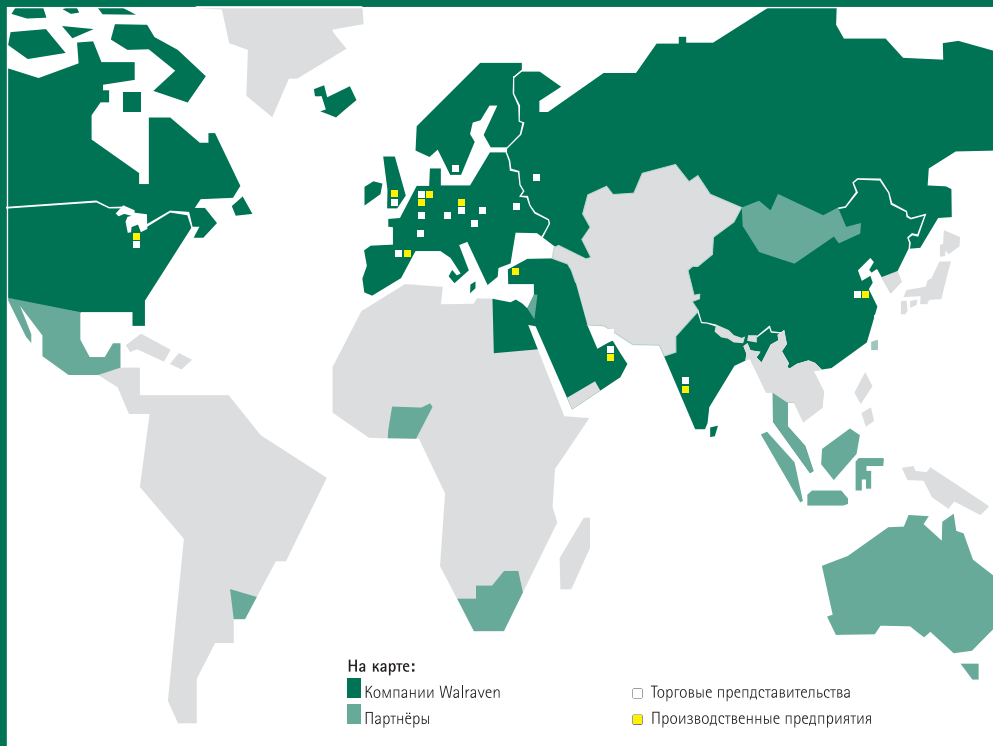 На карте:
Компании Walraven
Партнёры
Торговые препдставительства
Производственные предприятия